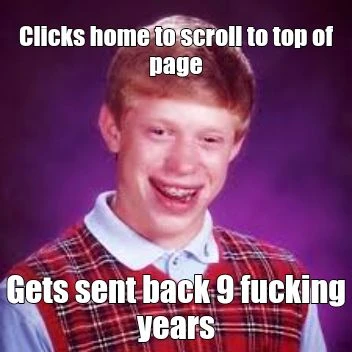 Clicks home to scroll to top of
page
Gets sent back 9 fucking
years